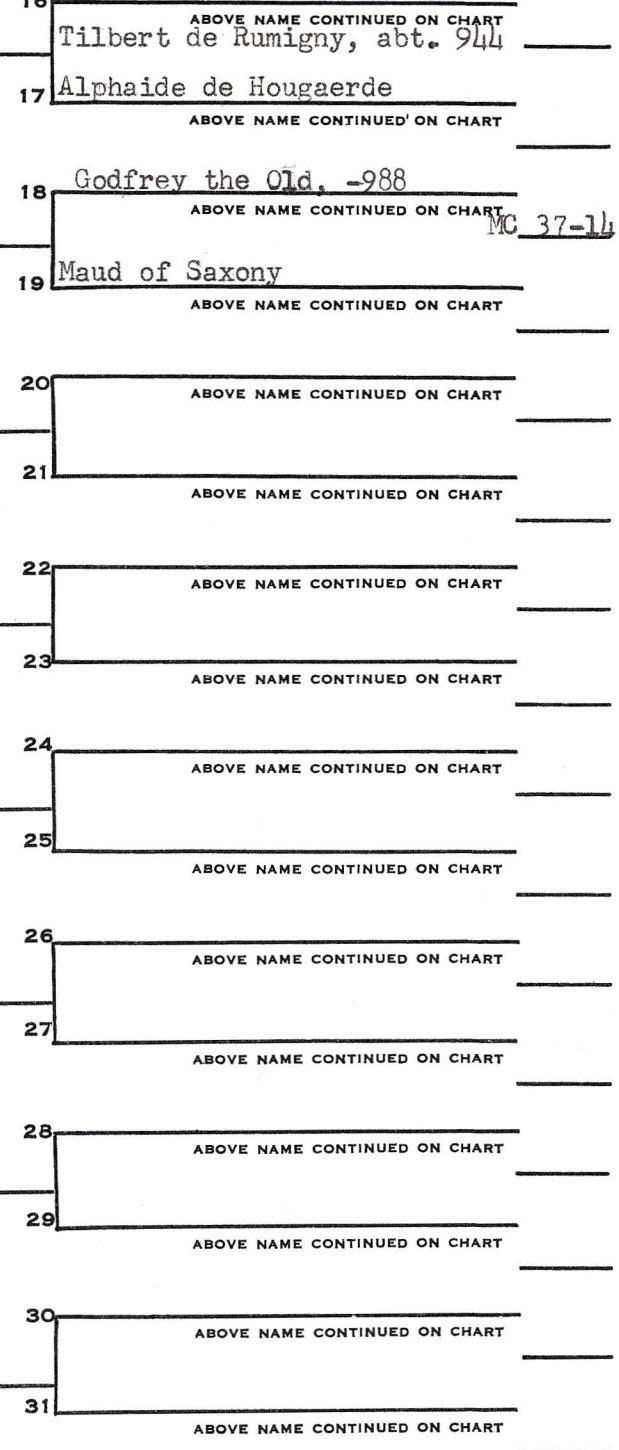 16
ABOVE NAME CONTINUED ON CHART
Tilbert de Rumigny, abt. 944
17 Alphaide de Hougaerde
ABOVE NAME CONTINUED' ON CHART
18 Godfrey the Old, -988
ABOVE NAME CONTINUED ON CHART
MC 37-14
19 Maud of Saxony
ABOVE NAME CONTINUED ON CHART
20
ABOVE NAME CONTINUED ON CHART
21
ABOVE NAME CONTINUED ON CHART
22
ABOVE NAME CONTINUED ON CHART
23
ABOVE NAME CONTINUED ON CHART
24
ABOVE NAME CONTINUED ON CHART
25
ABOVE NAME CONTINUED ON CHART
26
ABOVE NAME CONTINUED ON CHART
27
ABOVE NAME CONTINUED ON CHART
28
ABOVE NAME CONTINUED ON CHART
29
ABOVE NAME CONTINUED ON CHART
30
ABOVE NAME CONTINUED ON CHART
31
ABOVE NAME CONTINUED ON CHART